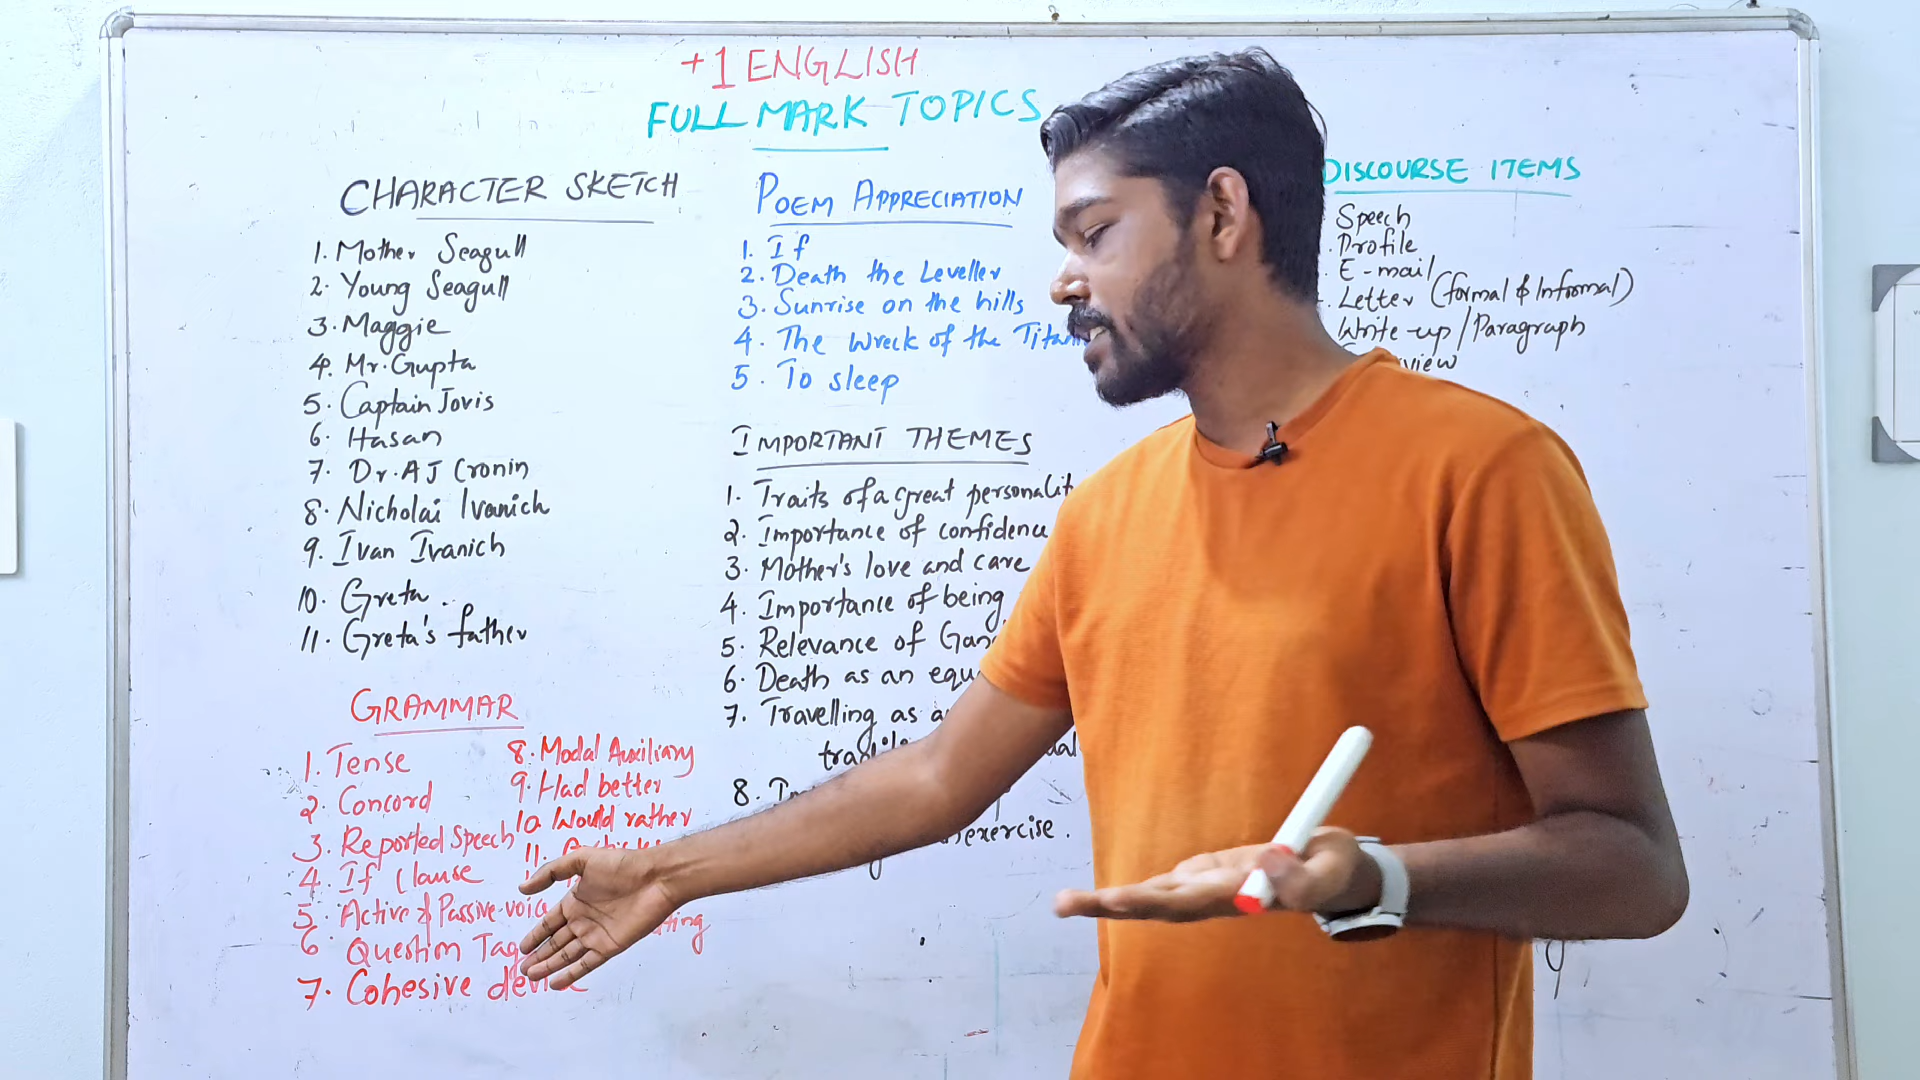 +1 ENGLISH
FULL MARK TOPICS
CHARACTER SKETCH
1. Mother Seagull
2. Young Seagull
3. Maggie
4. Mr. Gupta
5. Captain Jovis
6. Hasan
7. Dr. AJ Cronin
8. Nicholai Ivanich
9. Ivan Ivanich
10. Greta
11. Greta's father
GRAMMAR
1. Tense
2. Concord
3. Reported Speech
4. If Clause
5. Active & Passive voice
6. Question Tag
7. Cohesive device
8. Modal Auxiliary
9. Had better
10 Would rather
11.
POEM APPRECIATION
1. If
2. Death the Leveller
3. Sunrise on the hills
4. The Wreck of the
5. To sleep
IMPORTANT THEMES
1. Traits of a great personalit
2. Importance of confidence
3. Mother's love and care
4. Importance of being
5. Relevance of
6. Death as an
7. Travelling as
8.
exercise.
DISCOURSE ITEMS
Speech
Profile
E-mail
Letter (formal & Informal)
Write-up / Paragraph
view